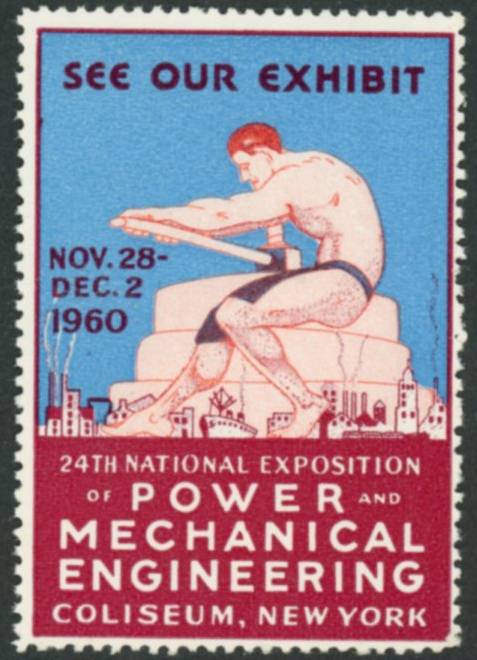 SEE OUR EXHIBIT
NOV. 28-
DEC. 2
1960
24TH NATIONAL EXPOSITION
OF POWER AND
MECHANICAL
ENGINEERING
COLISEUM, NEW YORK